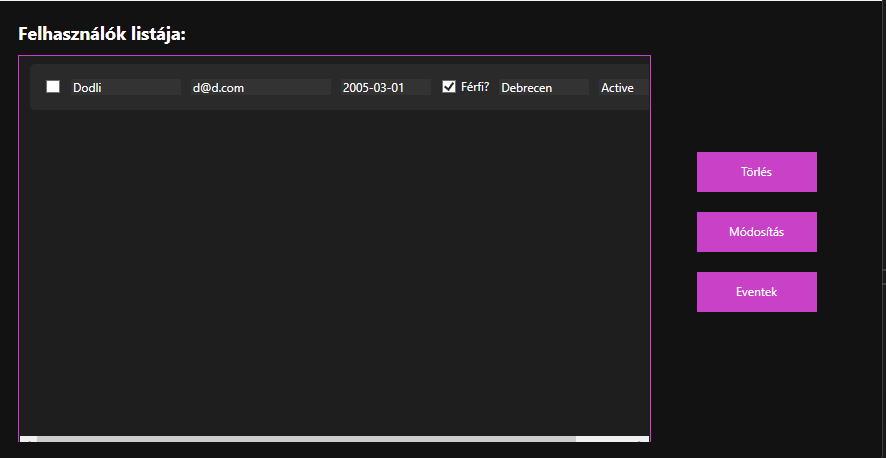 Felhasználók listája:
Dodli d@d.com 2005-03-01 Férfi? Debrecen Active
Törlés
Módosítás
Eventek